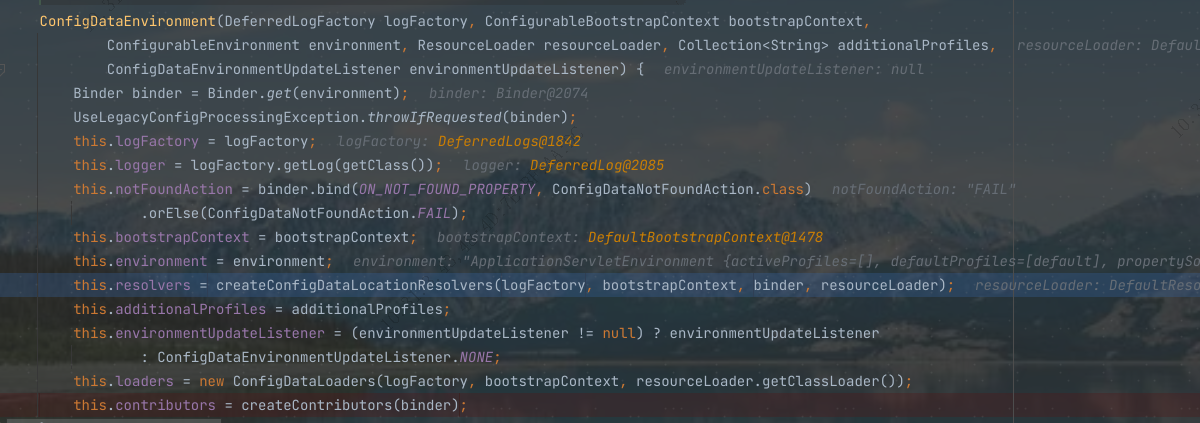 ConfigDataEnvironment(DeferredLogFactory logFactory, ConfigurableBootstrapContext bootstrapContext,
ConfigurableEnvironment environment, ResourceLoader resourceLoader, Collection<String> additionalProfiles,  resourceLoader: Default
ConfigDataEnvironmentUpdateListener environmentUpdateListener) {  environmentUpdateListener: null
Binder binder = Binder.get(environment);  binder: Binder@2074
UseLegacyConfigProcessingException.throwIfRequested(binder);
this.logFactory = logFactory;  logFactory: DeferredLogs@1842
this.logger = logFactory.getLog(getClass());  logger: DeferredLog@2085
this.notFoundAction = binder.bind(ON_NOT_FOUND_PROPERTY, ConfigDataNotFoundAction.class)  notFoundAction: "FAIL"
.orElse(ConfigDataNotFoundAction.FAIL);
this.bootstrapContext = bootstrapContext;  bootstrapContext: DefaultBootstrapContext@1478
this.environment = environment;  environment: "ApplicationServletEnvironment {activeProfiles=[], defaultProfiles=[default], propertySo
this.resolvers = createConfigDataLocationResolvers(logFactory, bootstrapContext, binder, resourceLoader);  resourceLoader: DefaultReso
this.additionalProfiles = additionalProfiles;
this.environmentUpdateListener = (environmentUpdateListener != null) ? environmentUpdateListener
: ConfigDataEnvironmentUpdateListener.NONE;
this.loaders = new ConfigDataLoaders(logFactory, bootstrapContext, resourceLoader.getClassLoader());
this.contributors = createContributors(binder);